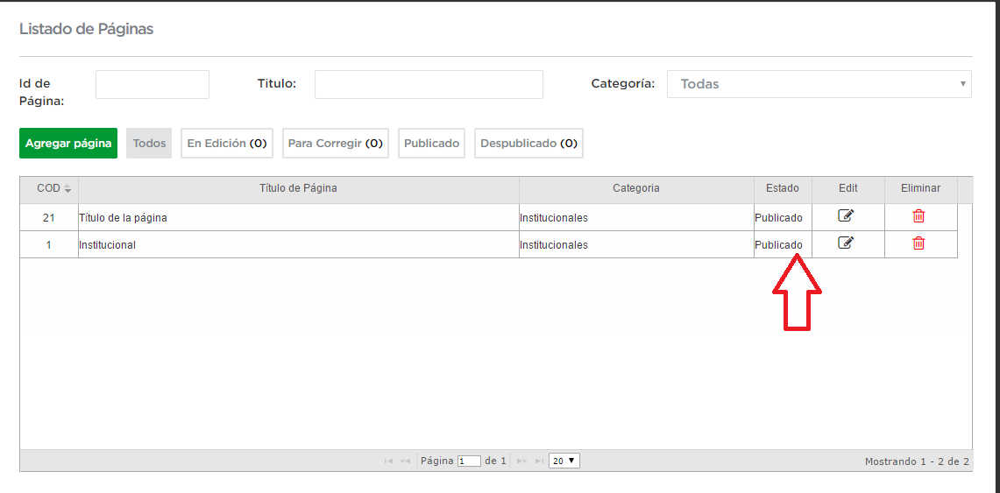 Listado de Páginas
Id de Página:
Titulo:
Categoría: Todas
Agregar página Todos En Edición (0) Para Corregir (0) Publicado Despublicado (0)
COD Título de Página Categoria Estado Edit Eliminar
21 Título de la página Institucionales Publicado
1 Institucional Institucionales Publicado
Página 1 de 1 20 Mostrando 1 - 2 de 2